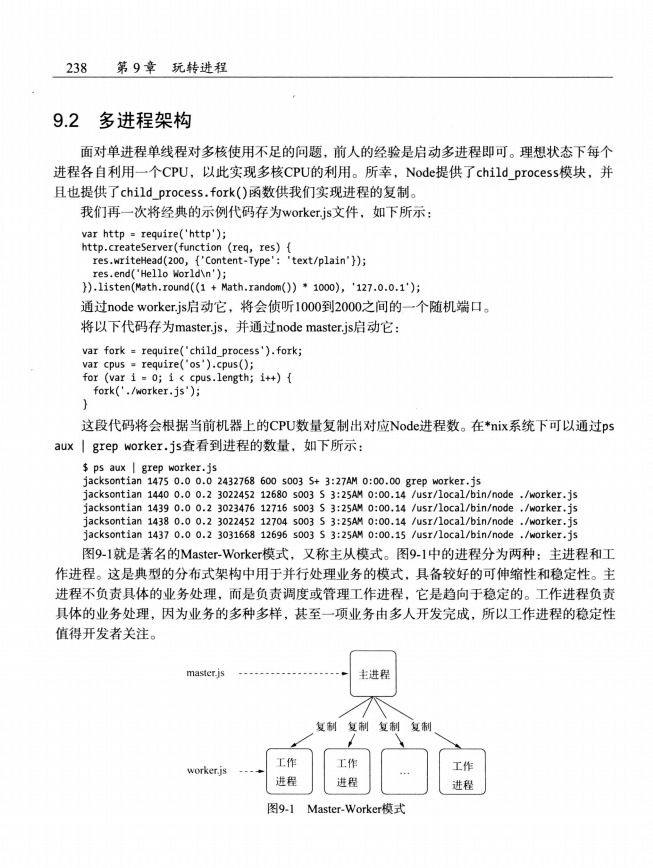 238 第9章 玩转进程
9.2 多进程架构
面对单进程单线程对多核使用不足的问题，前人的经验是启动多进程即可。理想状态下每个
进程各自利用一个CPU，以此实现多核CPU的利用。所幸，Node提供了child_process模块，并
且也提供了child_process.fork()函数供我们实现进程的复制。
我们再一次将经典的示例代码存为worker.js文件，如下所示：
var http = require('http');
http.createServer(function (req, res) {
  res.writeHead(200, {'Content-Type': 'text/plain'});
  res.end('Hello World\n');
}).listen(Math.round((1 + Math.random()) * 1000), '127.0.0.1');
通过node worker.js启动它，将会侦听1000到2000之间的一个随机端口。
将以下代码存为master.js，并通过node master.js启动它：
var fork = require('child_process').fork;
var cpus = require('os').cpus();
for (var i = 0; i < cpus.length; i++) {
  fork('./worker.js');
}
这段代码将会根据当前机器上的CPU数量复制出对应Node进程数。在*nix系统下可以通过ps
aux | grep worker.js查看到进程的数量，如下所示：
$ ps aux | grep worker.js
jacksontian 1475 0.0 0.0 2432768 600 s003 S+ 3:27AM 0:00.00 grep worker.js
jacksontian 1440 0.0 0.2 3022452 12680 s003 S 3:25AM 0:00.14 /usr/local/bin/node ./worker.js
jacksontian 1439 0.0 0.2 3023476 12716 s003 S 3:25AM 0:00.14 /usr/local/bin/node ./worker.js
jacksontian 1438 0.0 0.2 3022452 12704 s003 S 3:25AM 0:00.14 /usr/local/bin/node ./worker.js
jacksontian 1437 0.0 0.2 3031668 12696 s003 S 3:25AM 0:00.15 /usr/local/bin/node ./worker.js
图9-1就是著名的Master-Worker模式，又称主从模式。图9-1中的进程分为两种：主进程和工
作进程。这是典型的分布式架构中用于并行处理业务的模式，具备较好的可伸缩性和稳定性。主
进程不负责具体的业务处理，而是负责调度或管理工作进程，它是趋向于稳定的。工作进程负责
具体的业务处理，因为业务的多种多样，甚至一项业务由多人开发完成，所以工作进程的稳定性
值得开发者关注。
master.js 主进程
复制 复制 复制 复制
worker.js
工作 工作 … 工作
进程 进程 进程
图9-1 Master-Worker模式